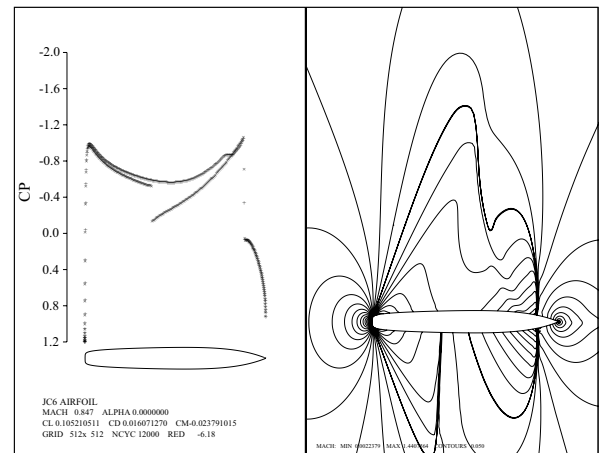 -2.0
-1.6
-1.2
-0.8
-0.4
0.0
0.4
0.8
1.2
CP
JC6 AIRFOIL
MACH 0.847 ALPHA 0.0000000
CL 0.105210511 CD 0.016071270 CM-0.023791015
GRID 512x 512 NCYC 12000 RED -6.18
MACH: MIN MAX CONTOURS